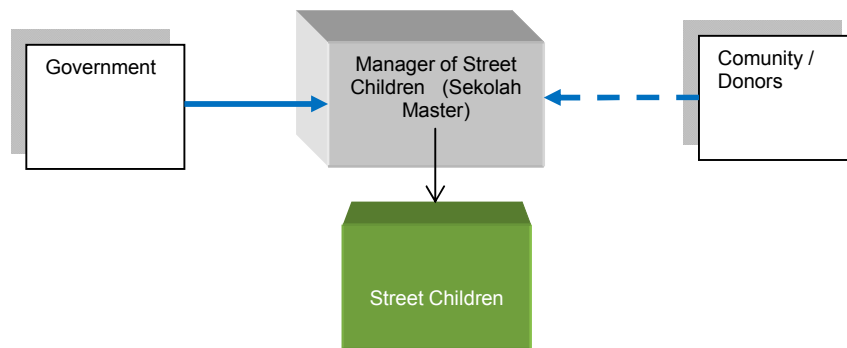 Government
Manager of Street
Children (Sekolah
Master)
Comunity /
Donors
Street Children